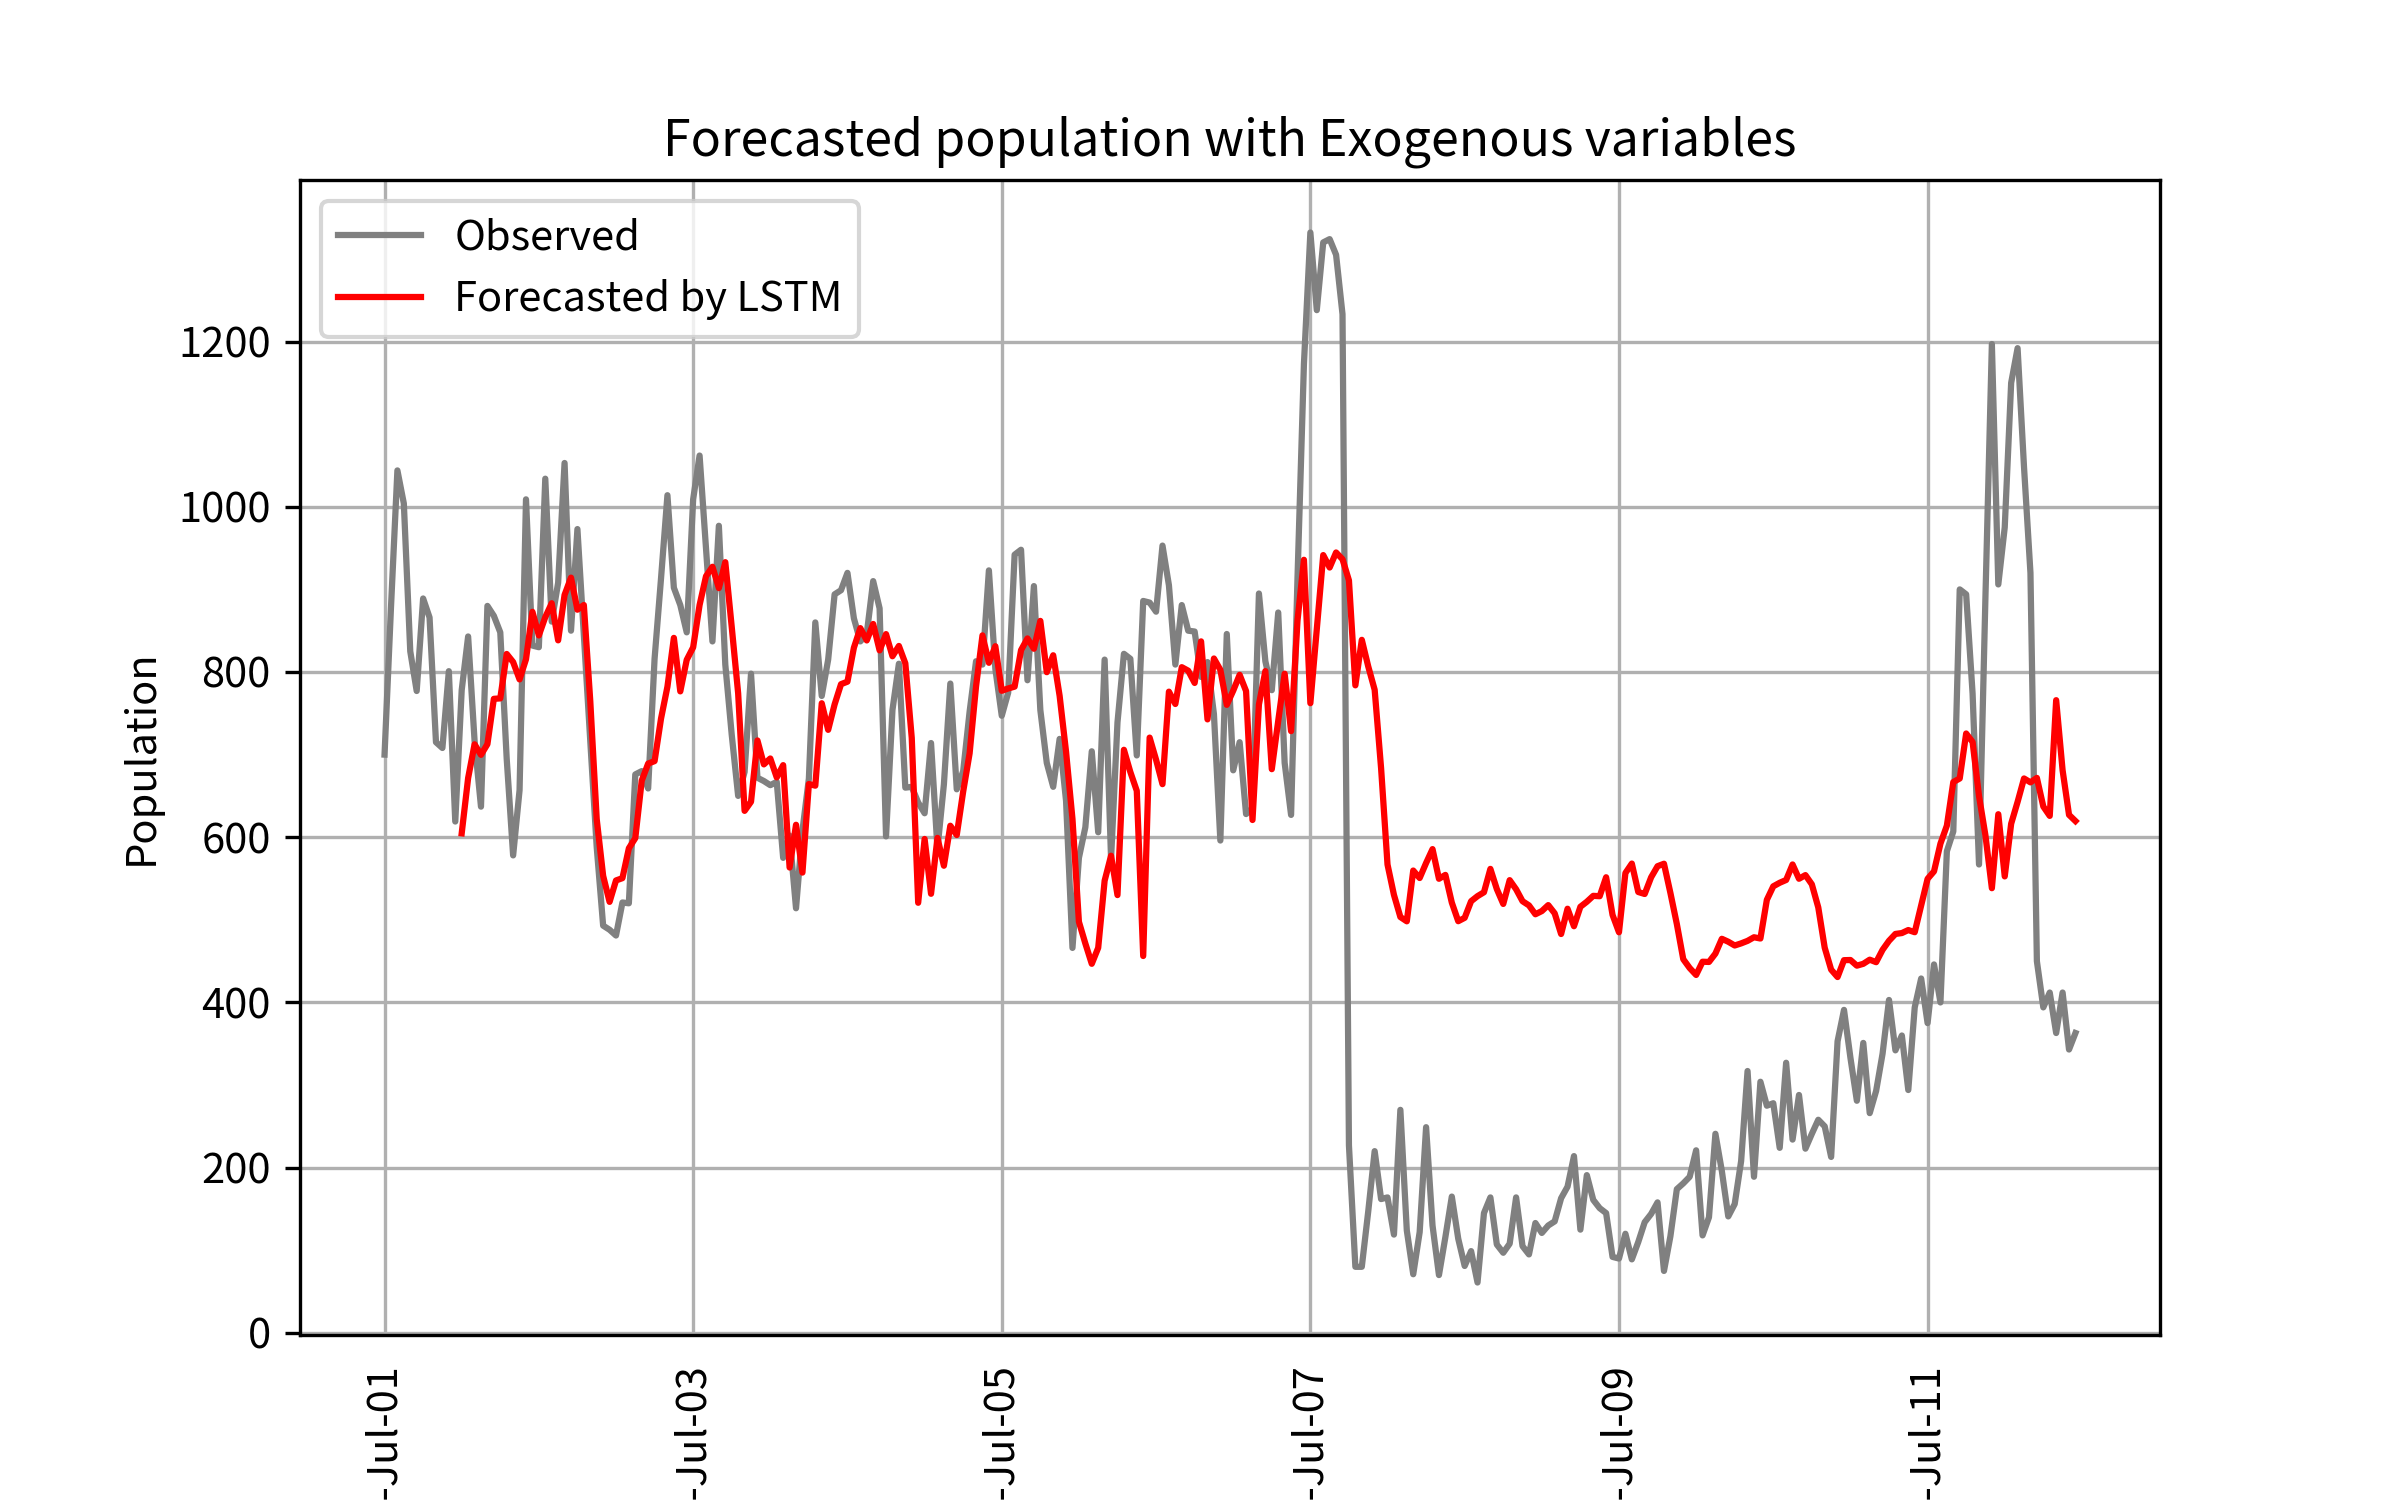 Forecasted population with Exogenous variables
Observed
Forecasted by LSTM
Population
1200
1000
800
600
400
200
0
-Jul-01
-Jul-03
-Jul-05
-Jul-07
-Jul-09
-Jul-11